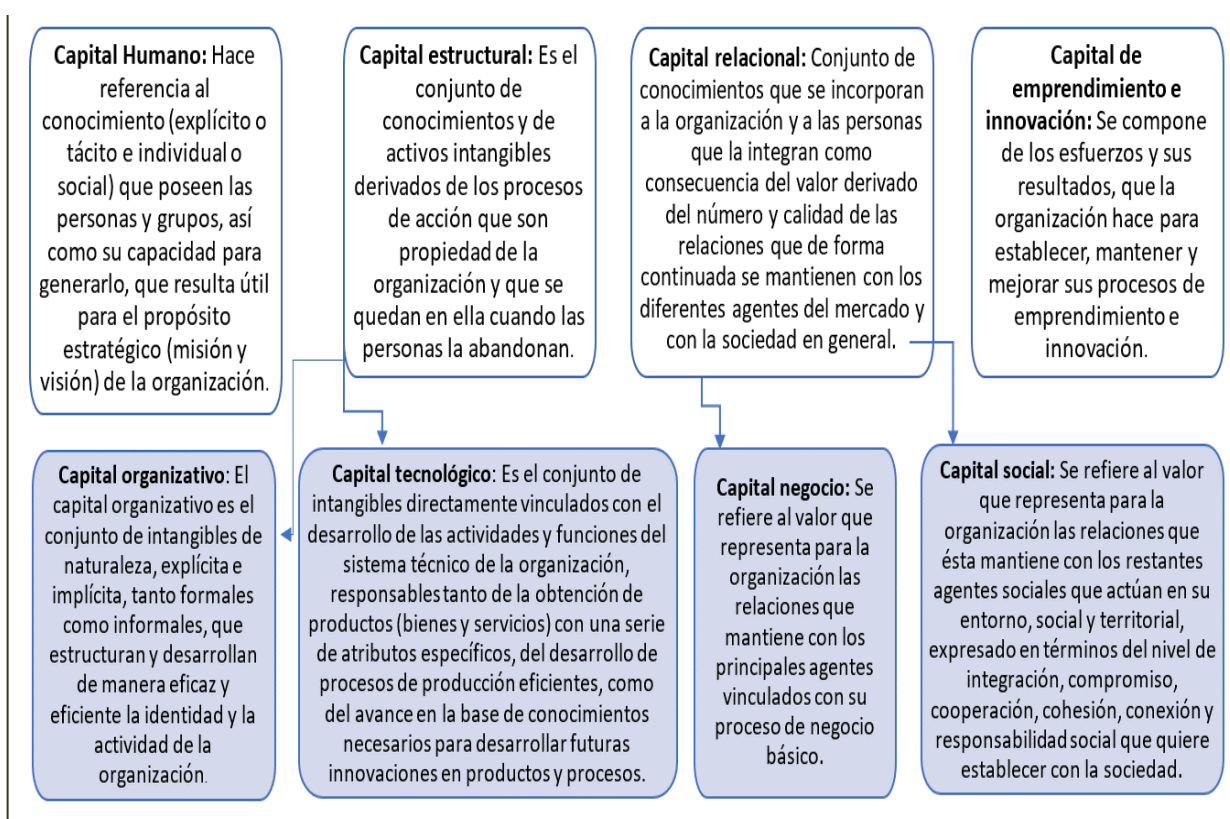 Capital Humano: Hace
referencia al
conocimiento (explícito o
tácito e individual o
social) que poseen las
personas y grupos, así
como su capacidad para
generarlo, que resulta útil
para el propósito
estratégico (misión y
visión) de la organización.
Capital estructural: Es el
conjunto de
conocimientos y de
activos intangibles
derivados de los procesos
de acción que son
propiedad de la
organización y que se
quedan en ella cuando las
personas la abandonan.
Capital relacional: Conjunto de
conocimientos que se incorporan
a la organización y a las personas
que la integran como
consecuencia del valor derivado
del número y calidad de las
relaciones que de forma
continuada se mantienen con los
diferentes agentes del mercado y
con la sociedad en general.
Capital de
emprendimiento e
innovación: Se compone
de los esfuerzos y sus
resultados, que la
organización hace para
establecer, mantener y
mejorar sus procesos de
emprendimiento e
innovación.
Capital organizativo: El
capital organizativo es el
conjunto de intangibles de
naturaleza, explícita e
implícita, tanto formales
como informales, que
estructuran y desarrollan
de manera eficaz y
eficiente la identidad y la
actividad de la
organización.
Capital tecnológico: Es el conjunto de
intangibles directamente vinculados con el
desarrollo de las actividades y funciones del
sistema técnico de la organización,
responsables tanto de la obtención de
productos (bienes y servicios) con una serie
de atributos específicos, del desarrollo de
procesos de producción eficientes, como
del avance en la base de conocimientos
necesarios para desarrollar futuras
innovaciones en productos y procesos.
Capital negocio: Se
refiere al valor que
representa para la
organización las
relaciones que
mantiene con los
principales agentes
vinculados con su
proceso de negocio
básico.
Capital social: Se refiere al valor
que representa para la
organización las relaciones que
ésta mantiene con los restantes
agentes sociales que actúan en su
entorno, social y territorial,
expresado en términos del nivel de
integración, compromiso,
cooperación, cohesión, conexión y
responsabilidad social que quiere
establecer con la sociedad.